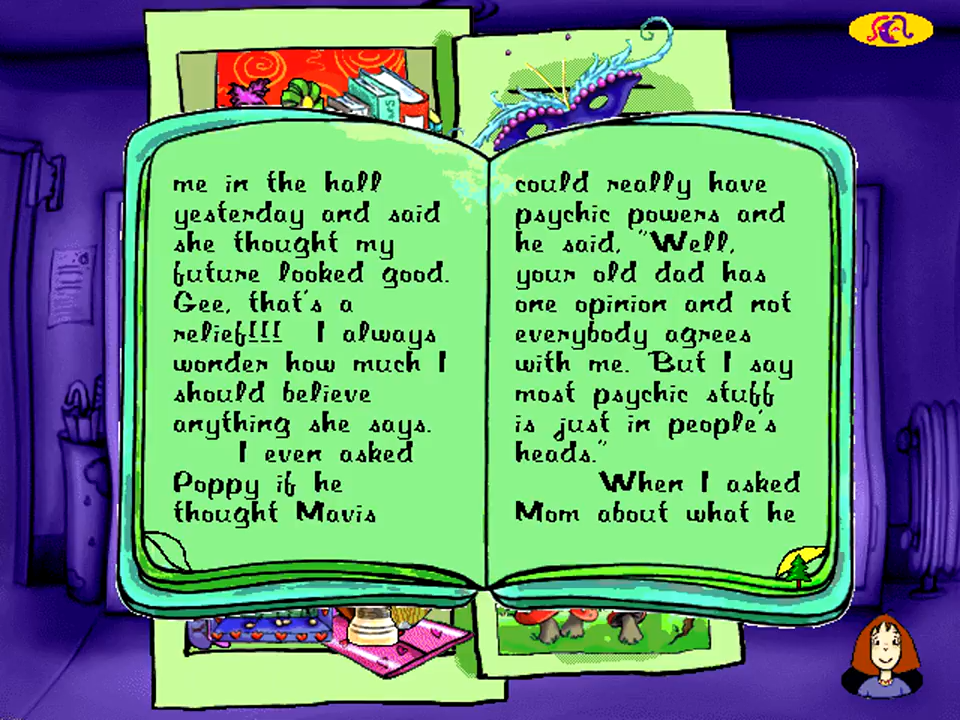 me in the hall
yesterday and said
she thought my
future looked good.
Gee, that's a
relief!!! I always
wonder how much I
should believe
anything she says.
I even asked
Poppy if he
thought Mavis
could really have
psychic powers and
he said, "Well,
your old dad has
one opinion and not
everybody agrees
with me. But I say
most psychic stuff
is just in people's
heads."
When I asked
Mom about what he